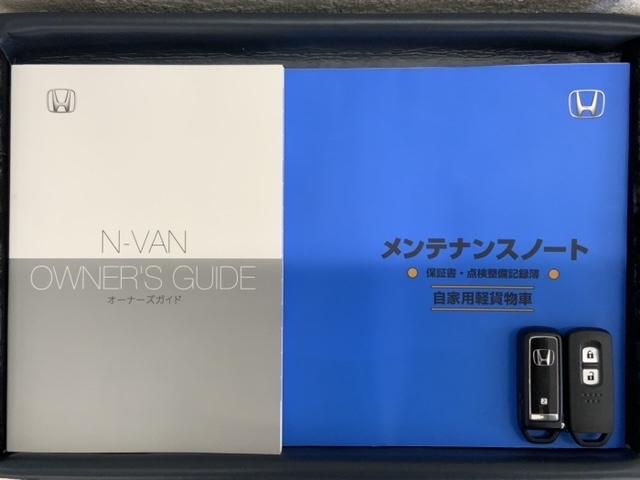 N-VAN
OWNER'S GUIDE
オーナーズガイド
メンテナンスノート
保証書・点検整備記録簿
自家用軽貨物車